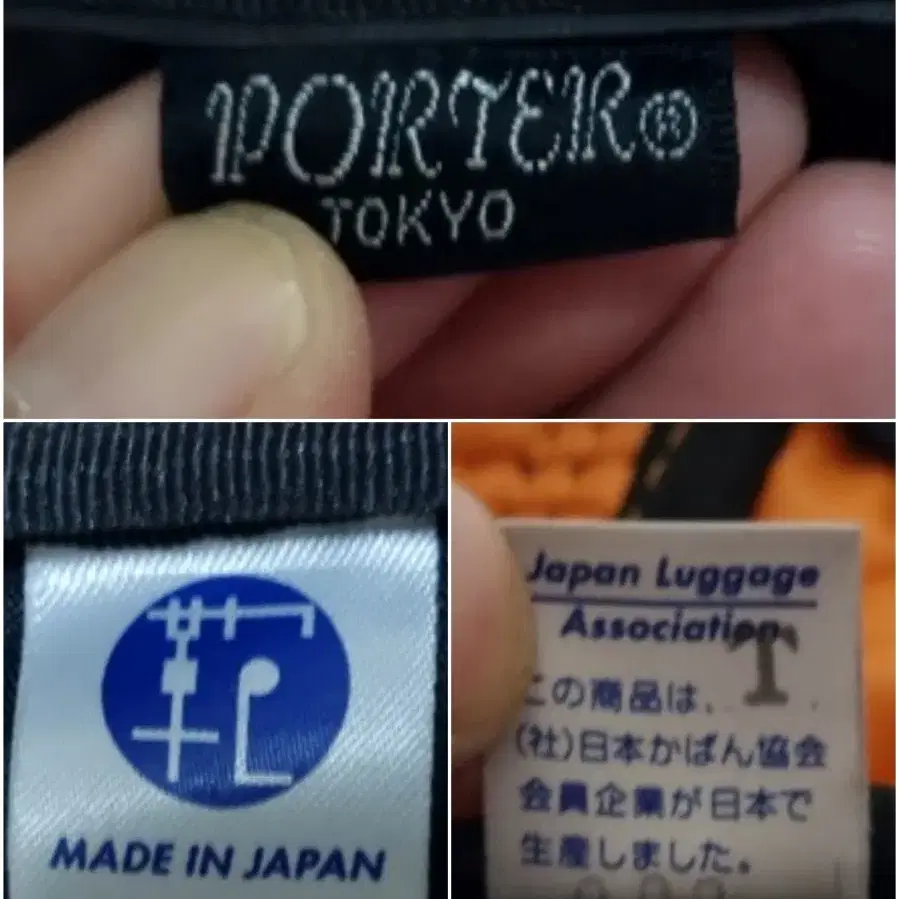 PORTER®
TOKYO
MADE IN JAPAN
Japan Luggage
Association
T
この商品は、
(社)日本かばん協会
会員企業が日本で
生産しました。